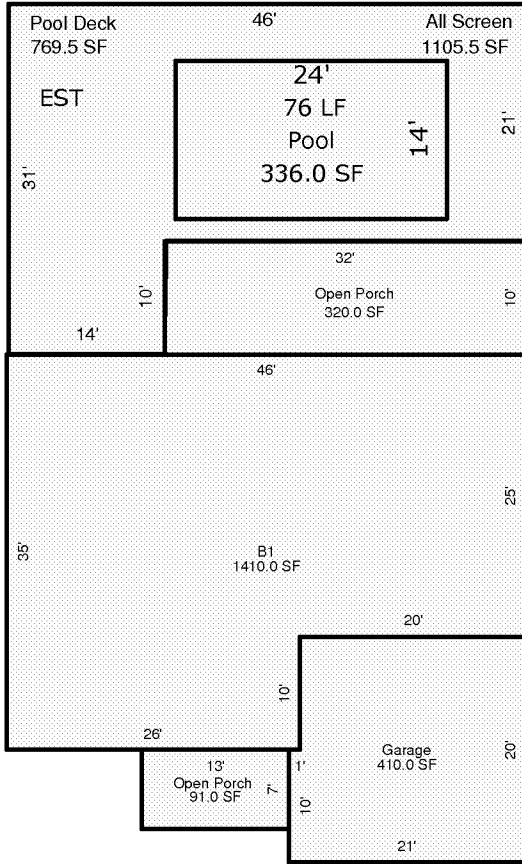 46'
Pool Deck
769.5 SF
All Screen
1105.5 SF
EST
24'
76 LF
Pool
336.0 SF
14'
21'
31'
32'
Open Porch
320.0 SF
10'
10'
14'
46'
25'
35'
B1
1410.0 SF
20'
10'
26'
Garage
410.0 SF
20'
13'
Open Porch
91.0 SF
7'
1'
10'
21'